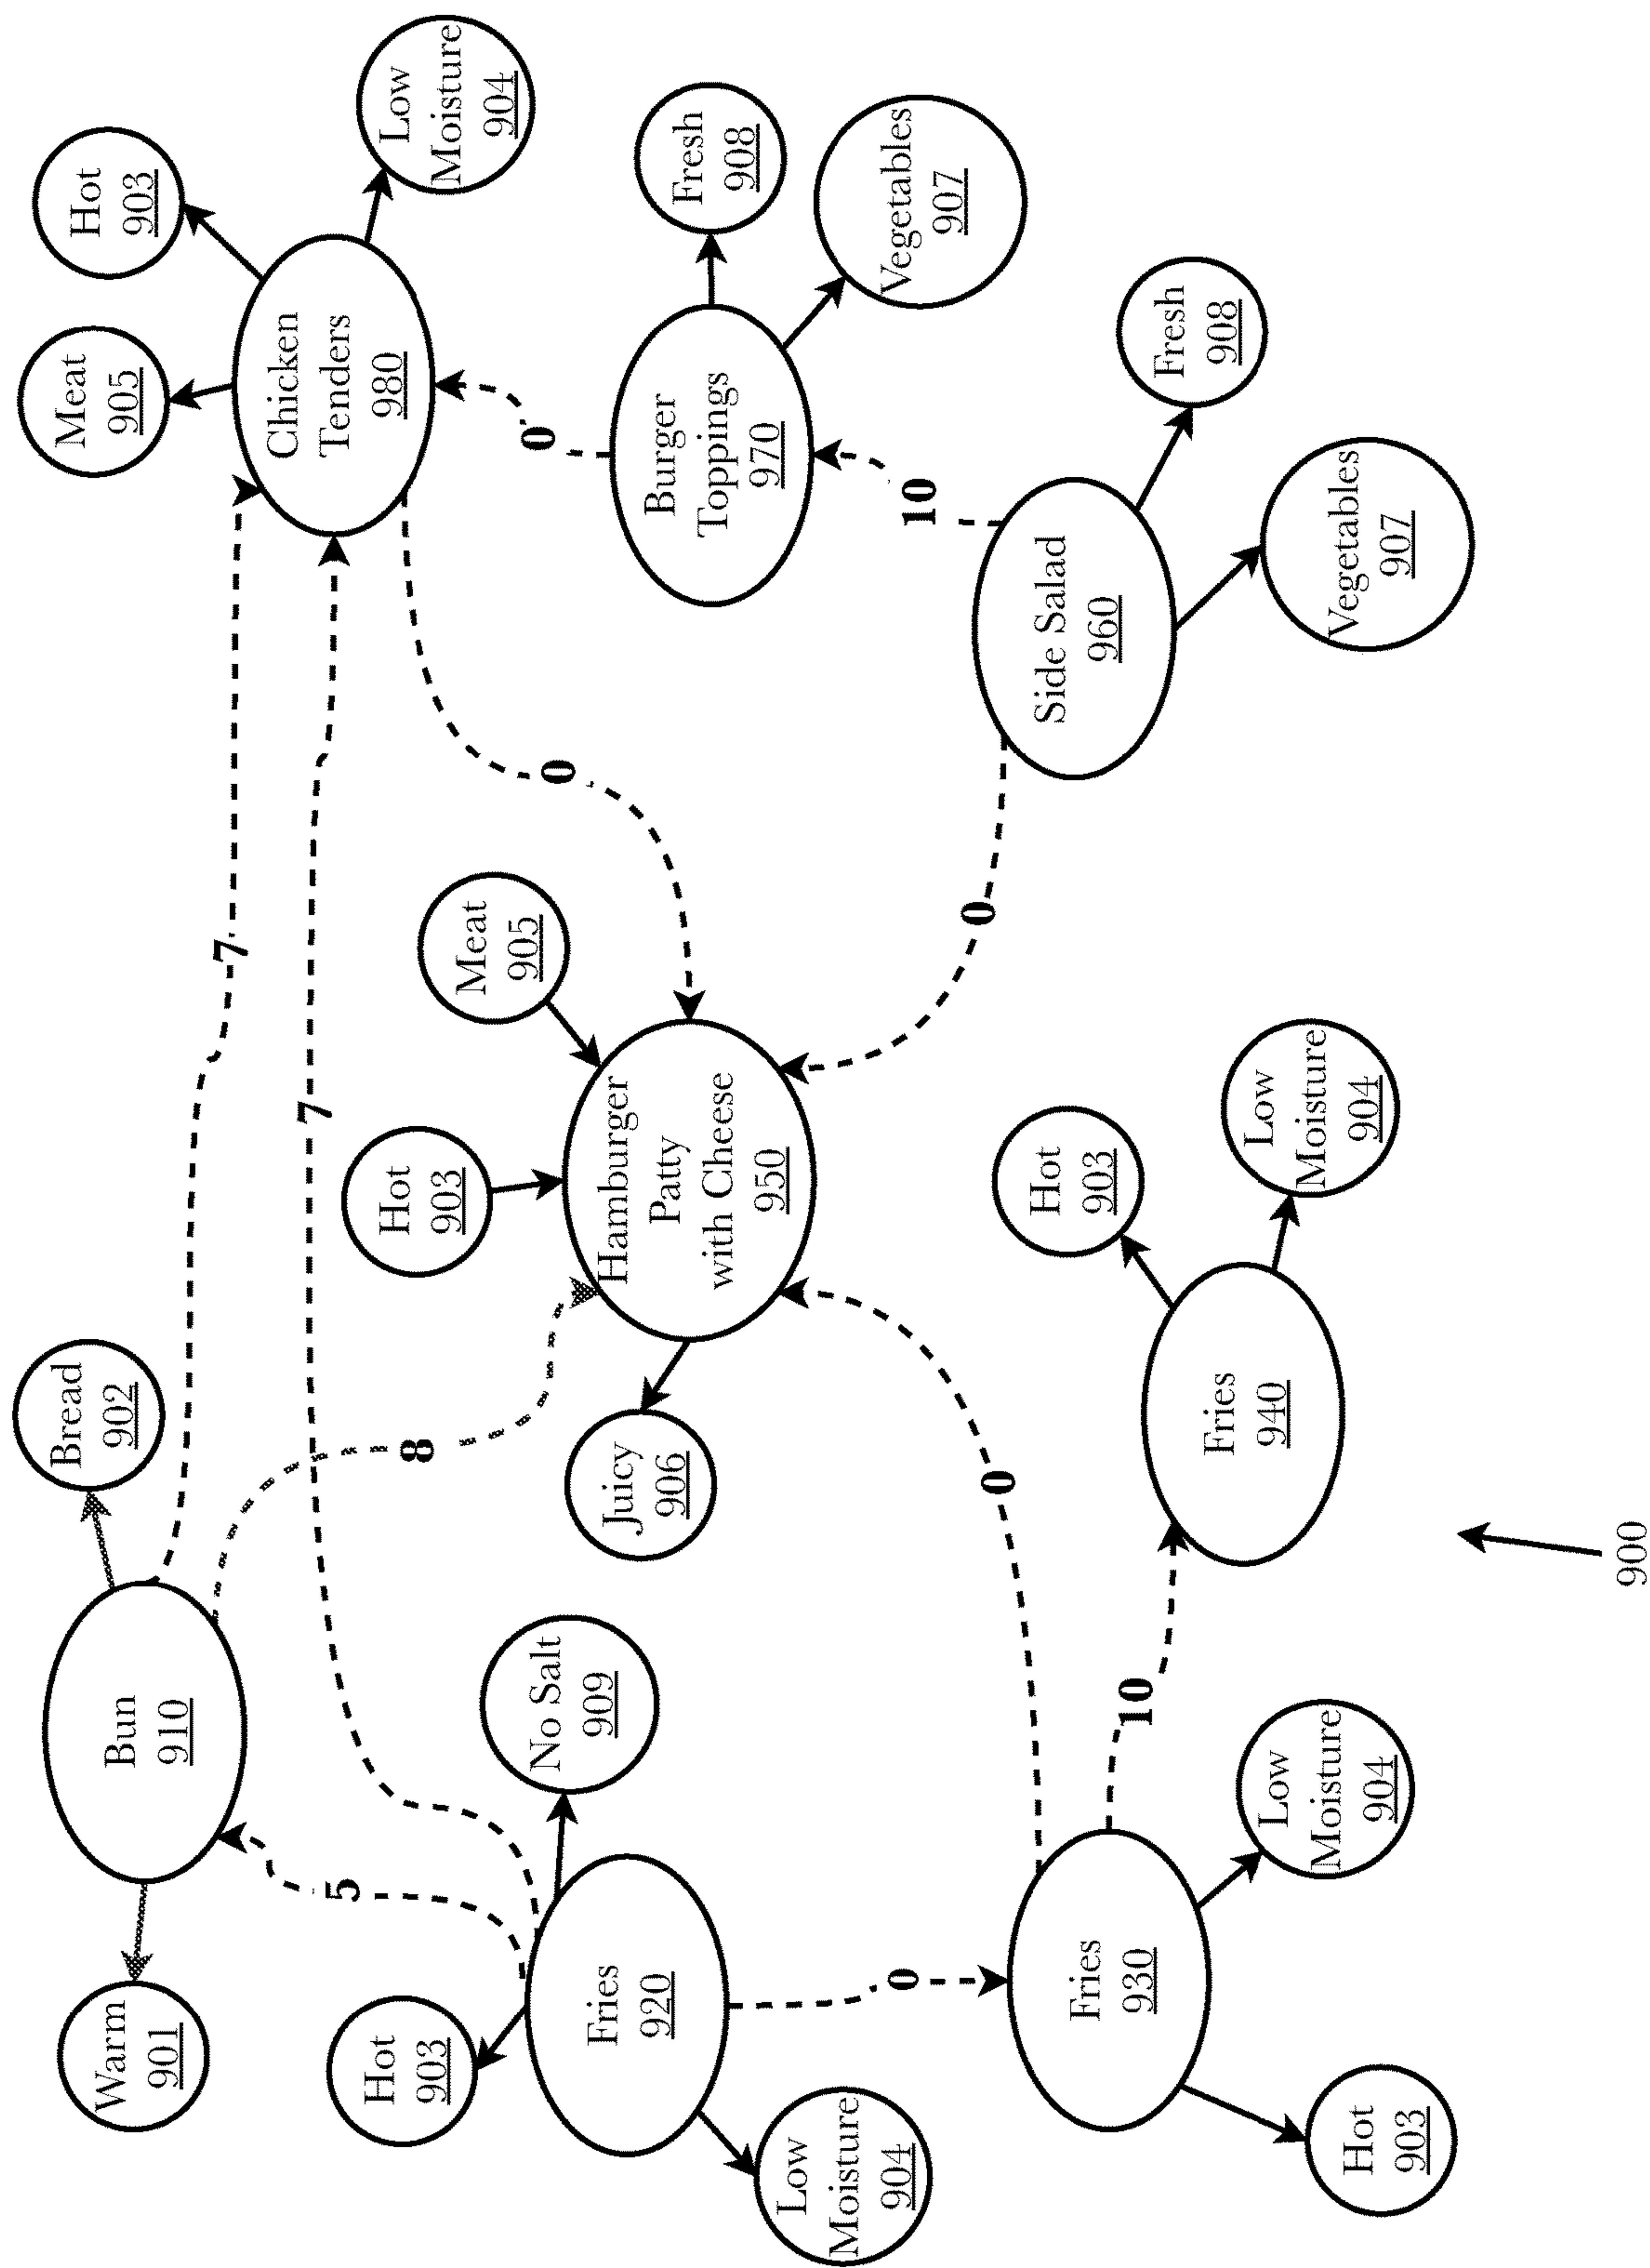 Warm
901
Bun
910
Bread
902
Meat
905
Hot
903
Hot
903
5
8
7
7
Chicken
Tenders
980
Low
Moisture
904
Fries
920
No Salt
909
Juicy
906
Hot
903
Meat
905
Hamburger
Patty
with Cheese
950
0
0
Burger
Toppings
970
Fresh
908
Low
Moisture
904
0
0
0
10
Vegetables
907
Fries
930
10
Hot
903
Side Salad
960
Fresh
908
Hot
903
Low
Moisture
904
Fries
940
Low
Moisture
904
Vegetables
907
900